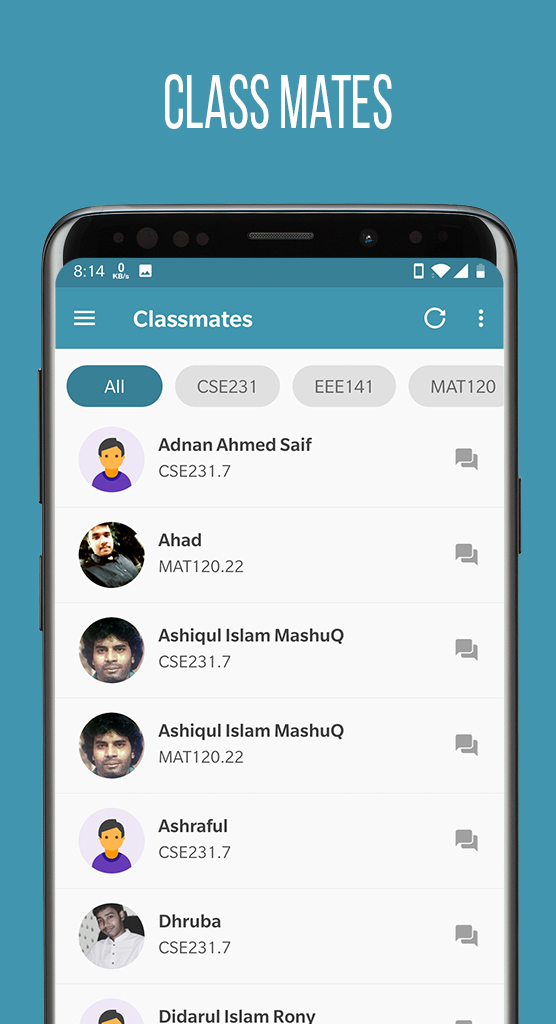 CLASS MATES
8:14 0 KB/s
Classmates
All CSE231 EEE141 MAT120
Adnan Ahmed Saif
CSE231.7
Ahad
MAT120.22
Ashiqul Islam MashuQ
CSE231.7
Ashiqul Islam MashuQ
MAT120.22
Ashraful
CSE231.7
Dhruba
CSE231.7
Didarul Islam Rony